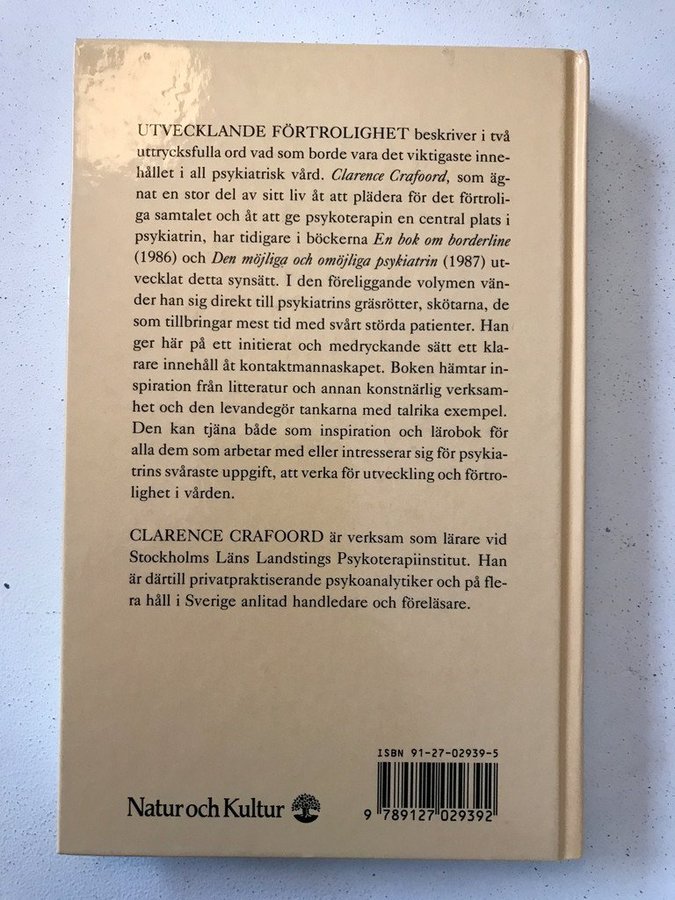 UTVECKLANDE FÖRTROLIGHET beskriver i två
uttrycksfulla ord vad som borde vara det viktigaste inne-
hållet i all psykiatrisk vård. Clarence Crafoord, som äg-
nat en stor del av sitt liv åt att plädera för det förtroli-
ga samtalet och åt att ge psykoterapin en central plats i
psykiatrin, har tidigare i böckerna En bok om borderline
(1986) och Den möjliga och omöjliga psykiatrin (1987) ut-
vecklat detta synsätt. I den föreliggande volymen vän-
der han sig direkt till psykiatrins gräsrötter, skötarna, de
som tillbringar mest tid med svårt störda patienter. Han
ger här på ett initierat och medryckande sätt ett kla-
rare innehåll åt kontaktmannaskapet. Boken hämtar in-
spiration från litteratur och annan konstnärlig verksam-
het och den levandegör tankarna med talrika exempel.
Den kan tjäna både som inspiration och lärobok för
alla dem som arbetar med eller intresserar sig för psykia-
trins svåraste uppgift, att verka för utveckling och förtro-
lighet i vården.
CLARENCE CRAFOORD är verksam som lärare vid
Stockholms Läns Landstings Psykoterapiinstitut. Han
är därtill privatpraktiserande psykoanalytiker och på fle-
ra håll i Sverige anlitad handledare och föreläsare.
ISBN 91-27-02939-5
Natur och Kultur
9 789127 029392